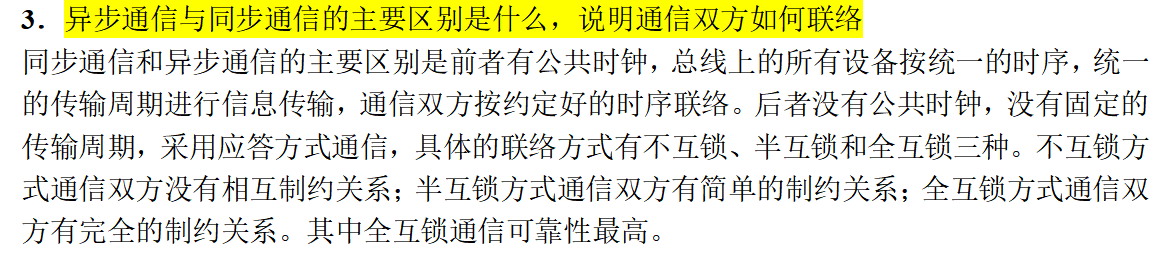 3．异步通信与同步通信的主要区别是什么，说明通信双方如何联络
同步通信和异步通信的主要区别是前者有公共时钟，总线上的所有设备按统一的时序，统一
的传输周期进行信息传输，通信双方按约定好的时序联络。后者没有公共时钟，没有固定的
传输周期，采用应答方式通信，具体的联络方式有不互锁、半互锁和全互锁三种。不互锁方
式通信双方没有相互制约关系；半互锁方式通信双方有简单的制约关系；全互锁方式通信双
方有完全的制约关系。其中全互锁通信可靠性最高。